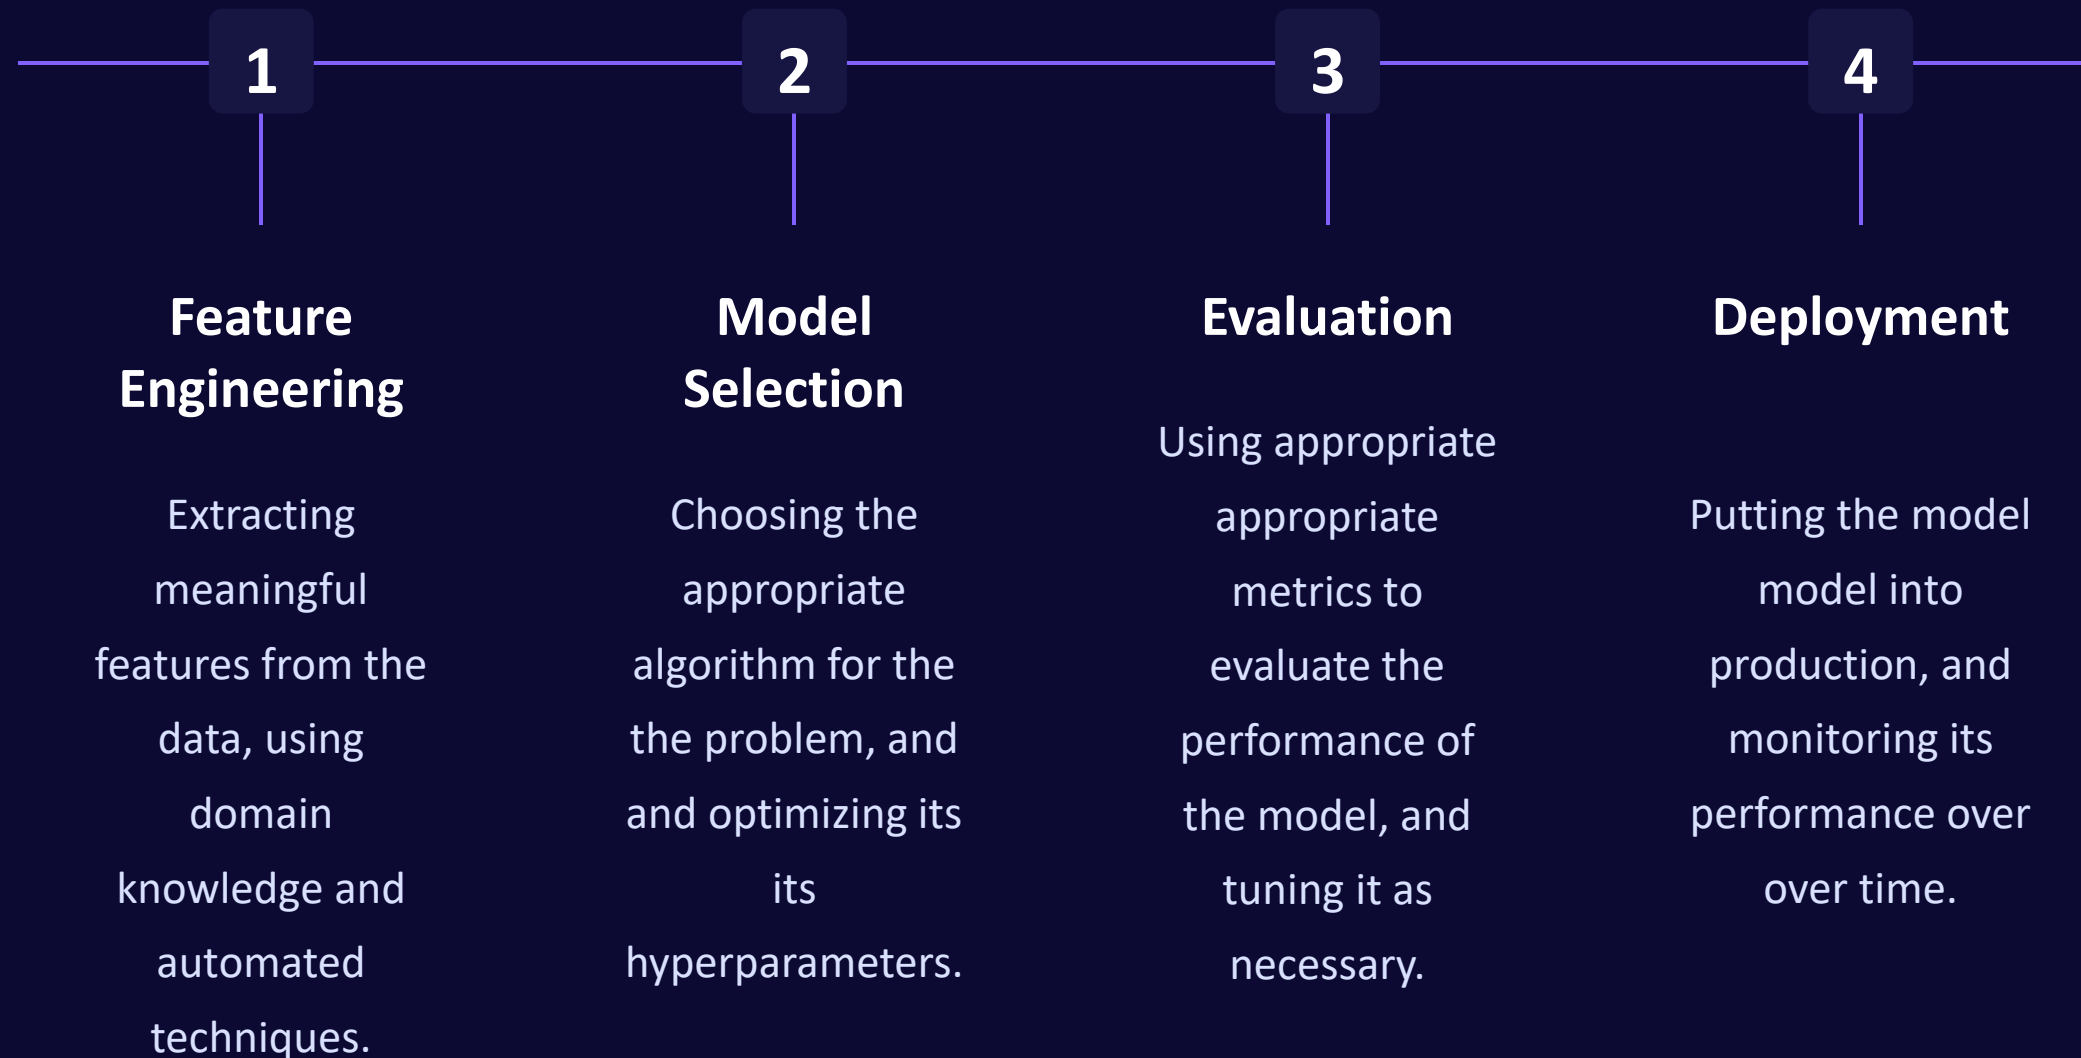 1
Feature
Engineering
Extracting
meaningful
features from the
data, using
domain
knowledge and
automated
techniques.
2
Model
Selection
Choosing the
appropriate
algorithm for the
the problem, and
and optimizing its
its
hyperparameters.
3
Evaluation
Using appropriate
appropriate
metrics to
evaluate the
performance of
the model, and
tuning it as
necessary.
4
Deployment
Putting the model
model into
production, and
monitoring its
performance over
over time.